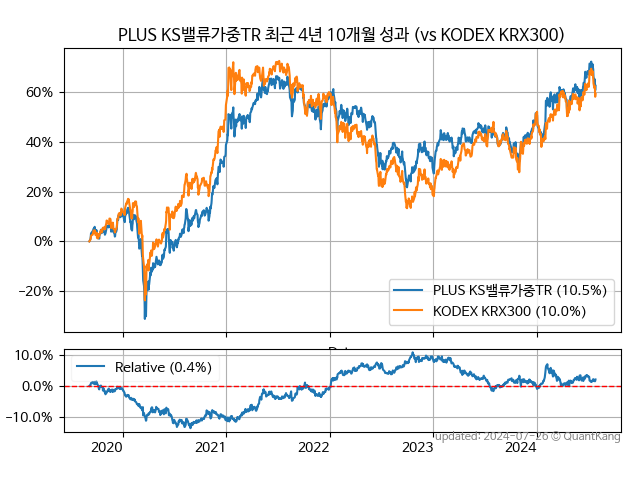 PLUS KS밸류가중TR 최근 4년 10개월 성과 (vs KODEX KRX300)
60%
40%
20%
0%
−20%
PLUS KS밸류가중TR (10.5%)
KODEX KRX300 (10.0%)
10.0%
0.0%
−10.0%
Relative (0.4%)
2020
2021
2022
2023
2024
updated: 2024-07-26 © QuantKang